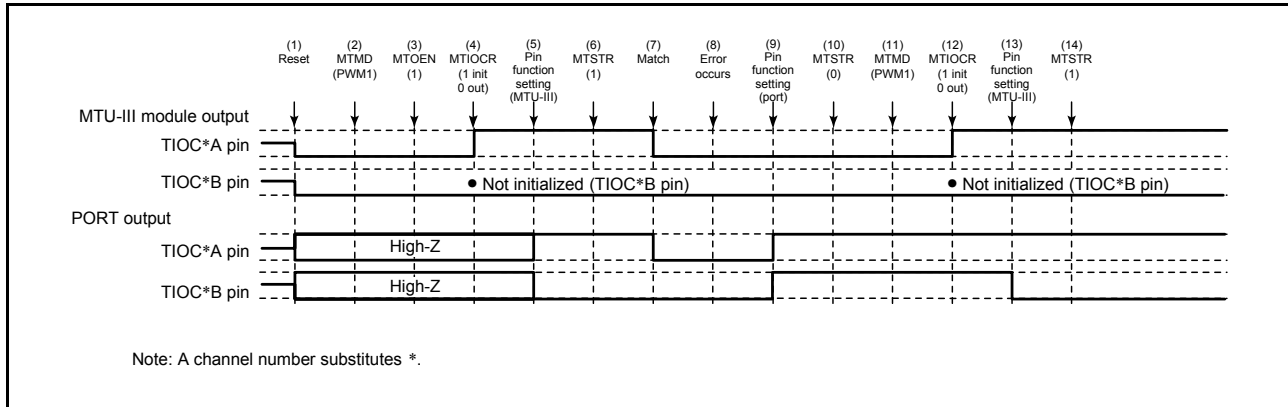 (1) Reset
(2) MTMD (PWM1)
(3) MTOEN (1)
(4) MTIOCR (1 init 0 out)
(5) Pin function setting (MTU-III)
(6) MTSTR (1)
(7) Match
(8) Error occurs
(9) Pin function setting (port)
(10) MTSTR (0)
(11) MTMD (PWM1)
(12) MTIOCR (1 init 0 out)
(13) Pin function setting (MTU-III)
(14) MTSTR (1)
MTU-III module output
TIOC*A pin
TIOC*B pin
● Not initialized (TIOC*B pin)
● Not initialized (TIOC*B pin)
PORT output
TIOC*A pin
High-Z
TIOC*B pin
High-Z
Note: A channel number substitutes *.